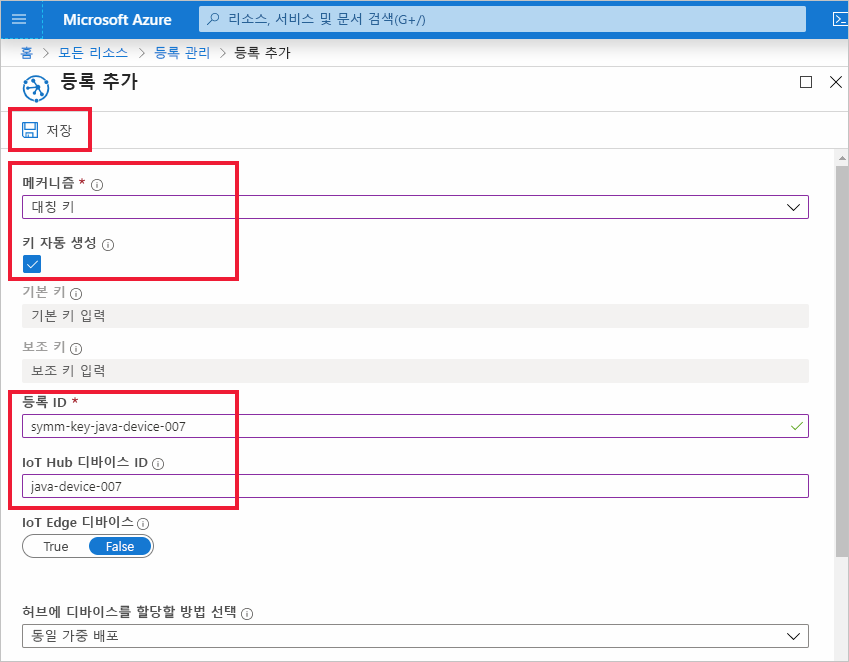 Microsoft Azure
리소스, 서비스 및 문서 검색(G+/)
홈 > 모든 리소스 > 등록 관리 > 등록 추가
등록 추가
저장
메커니즘 *
대칭 키
키 자동 생성
기본 키
기본 키 입력
보조 키
보조 키 입력
등록 ID *
symm-key-java-device-007
IoT Hub 디바이스 ID
java-device-007
IoT Edge 디바이스
True False
허브에 디바이스를 할당할 방법 선택
동일 가중 배포